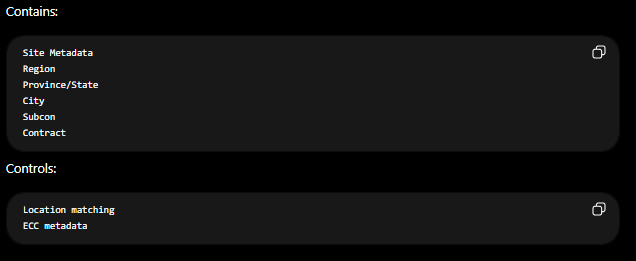 Contains:
Site Metadata
Region
Province/State
City
Subcon
Contract
Controls:
Location matching
ECC metadata